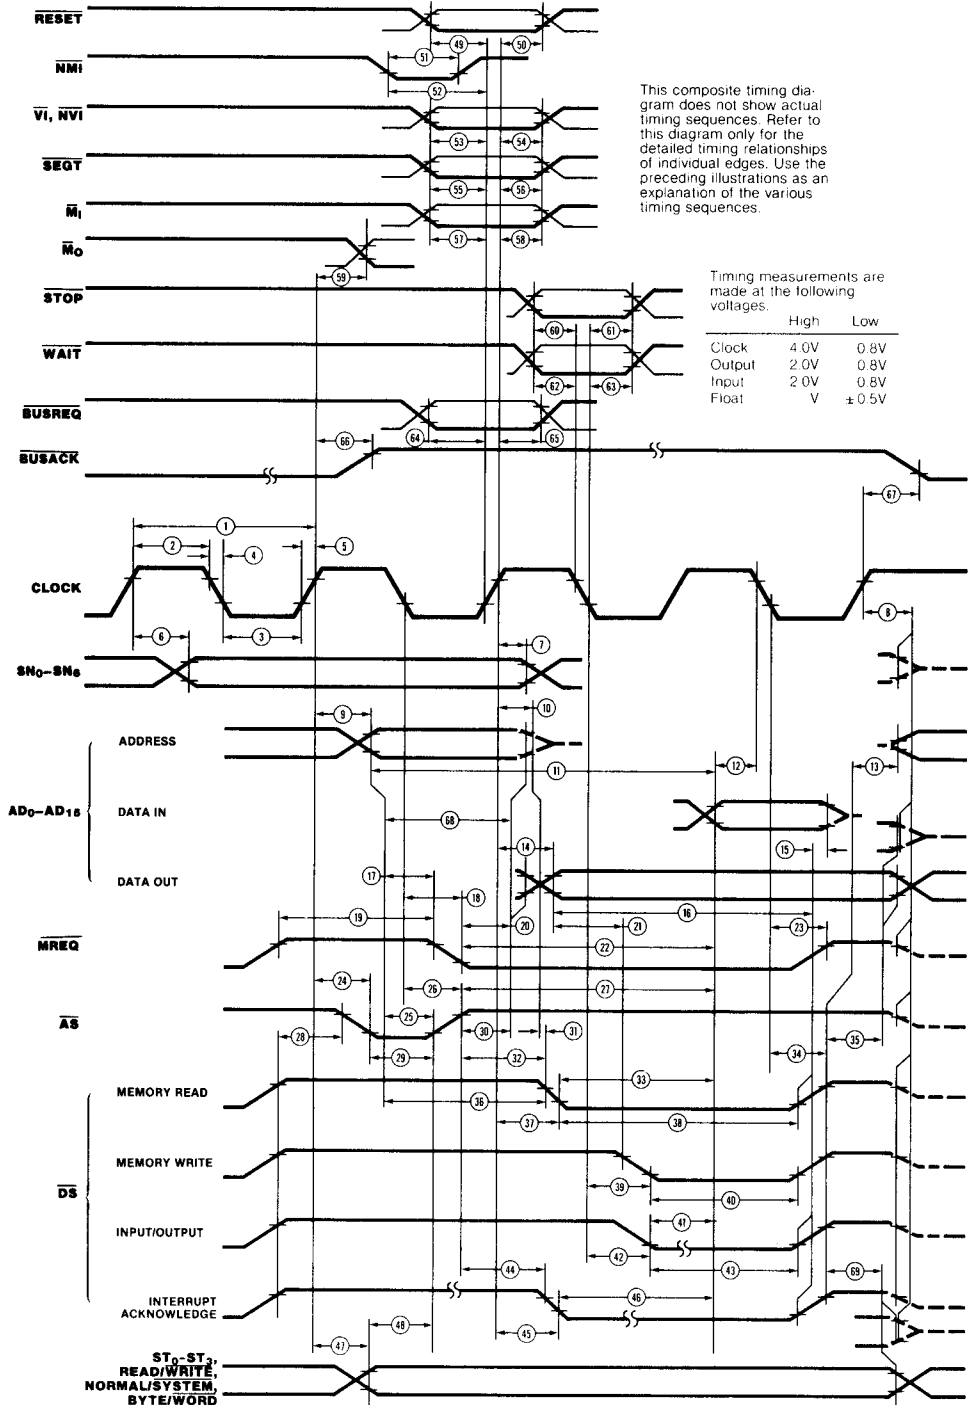 RESET
49
50
NMI
51
52
VI, NVI
53
54
SEGT
55
56
MI
57
58
MO
59
STOP
60
61
WAIT
62
63
BUSREQ
64
65
66
BUSACK
67
This composite timing dia-
gram does not show actual
timing sequences. Refer to
this diagram only for the
detailed timing relationships
of individual edges. Use the
preceding illustrations as an
explanation of the various
timing sequences.
Timing measurements are
made at the following
voltages.
High Low
Clock 4.0V 0.8V
Output 2.0V 0.8V
Input 2.0V 0.8V
Float V ± 0.5V
1
2
4
5
CLOCK
3
6
7
8
SN0–SN6
9
10
ADDRESS
11
12
13
AD0–AD15
DATA IN
68
14
15
DATA OUT
17
18
16
19
20
21
22
23
MREQ
24
25
26
27
AS
28
29
30
31
32
33
34
35
MEMORY READ
36
37
38
MEMORY WRITE
39
40
DS
41
INPUT/OUTPUT
42
43
44
69
INTERRUPT
ACKNOWLEDGE
46
45
48
47
ST0-ST3,
READ/WRITE,
NORMAL/SYSTEM,
BYTE/WORD